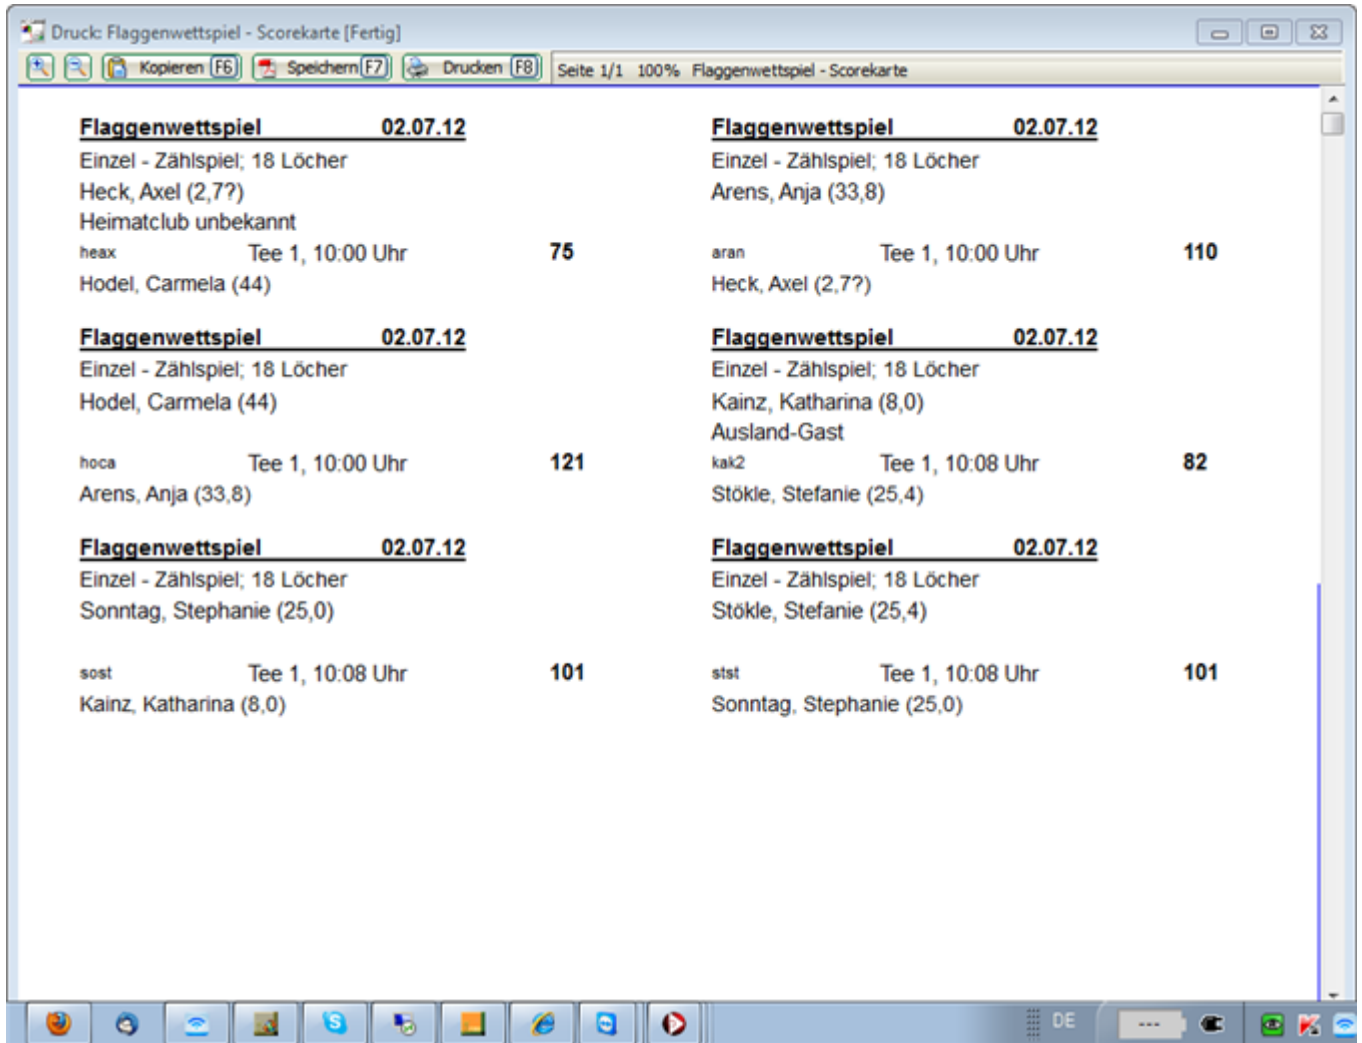 Druck: Flaggenwettspiel - Scorekarte [Fertig]
Kopieren F6 Speichern F7 Drucken F8 Seite 1/1 100% Flaggenwettspiel - Scorekarte
Flaggenwettspiel 02.07.12
Einzel - Zählspiel; 18 Löcher
Heck, Axel (2,7?)
Heimatclub unbekannt
heax Tee 1, 10:00 Uhr 75
Hodel, Carmela (44)
Flaggenwettspiel 02.07.12
Einzel - Zählspiel; 18 Löcher
Arens, Anja (33,8)
aran Tee 1, 10:00 Uhr 110
Heck, Axel (2,7?)
Flaggenwettspiel 02.07.12
Einzel - Zählspiel; 18 Löcher
Hodel, Carmela (44)
hoca Tee 1, 10:00 Uhr 121
Arens, Anja (33,8)
Flaggenwettspiel 02.07.12
Einzel - Zählspiel; 18 Löcher
Kainz, Katharina (8,0)
Ausland-Gast
kak2 Tee 1, 10:08 Uhr 82
Stökle, Stefanie (25,4)
Flaggenwettspiel 02.07.12
Einzel - Zählspiel; 18 Löcher
Sonntag, Stephanie (25,0)
sost Tee 1, 10:08 Uhr 101
Kainz, Katharina (8,0)
Flaggenwettspiel 02.07.12
Einzel - Zählspiel; 18 Löcher
Stökle, Stefanie (25,4)
stst Tee 1, 10:08 Uhr 101
Sonntag, Stephanie (25,0)
DE ---